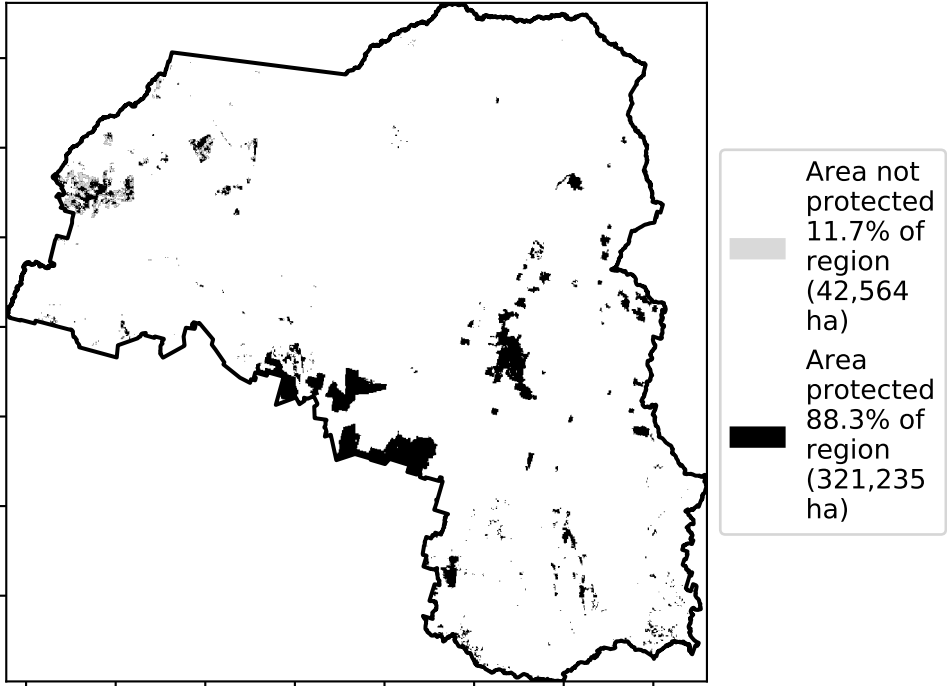 Area not
protected
11.7% of
region
(42,564
ha)
Area
protected
88.3% of
region
(321,235
ha)